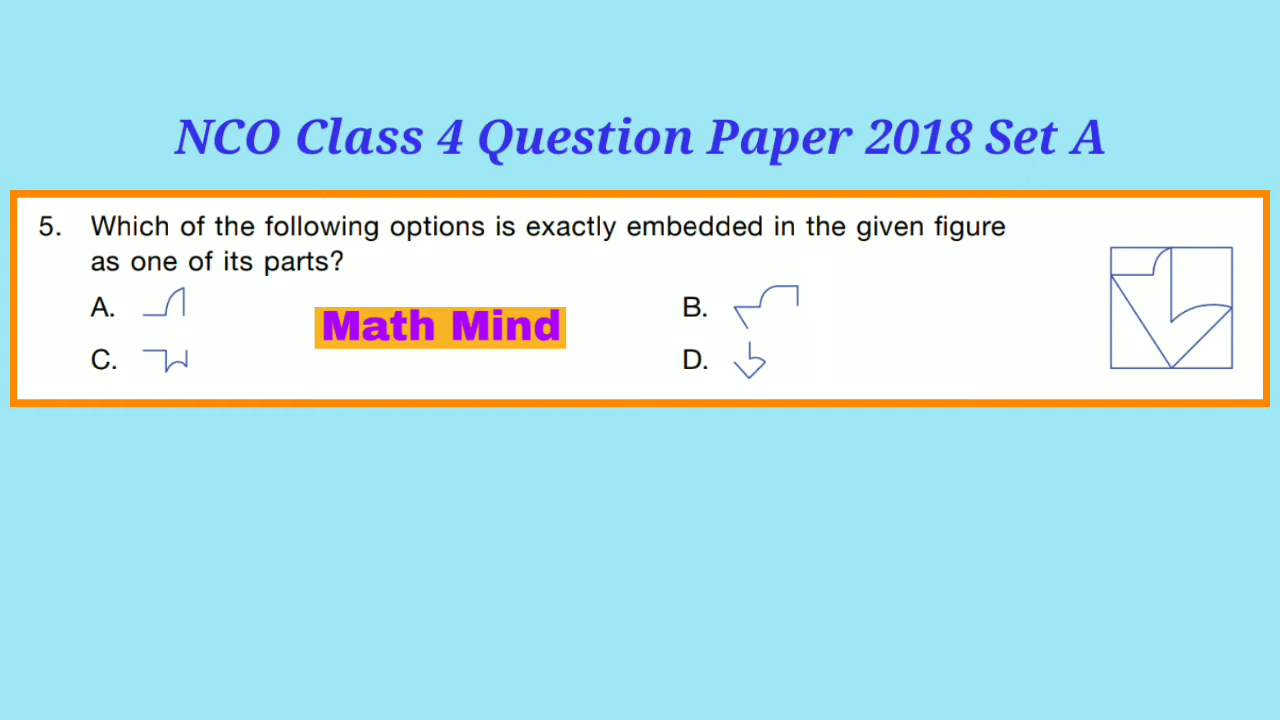 NCO Class 4 Question Paper 2018 Set A
5. Which of the following options is exactly embedded in the given figure
as one of its parts?
A. B.
Math Mind
C. D.